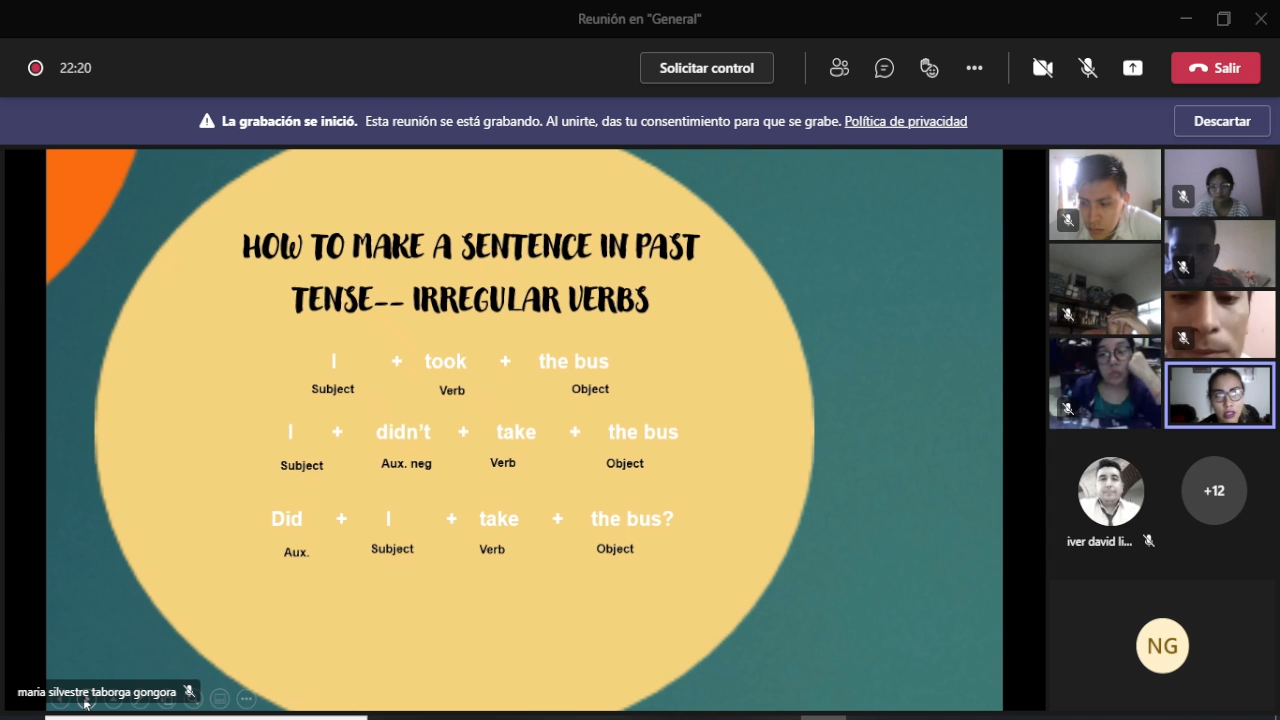 Reunión en "General"
22:20
Solicitar control
Salir
La grabación se inició. Esta reunión se está grabando. Al unirte, das tu consentimiento para que se grabe. Política de privacidad
Descartar
HOW TO MAKE A SENTENCE IN PAST
TENSE-- IRREGULAR VERBS
I + took + the bus
Subject Verb Object
I + didn't + take + the bus
Subject Aux. neg Verb Object
Did + I + take + the bus?
Aux. Subject Verb Object
+12
iver david li...
NG
maria silvestre taborga gongora